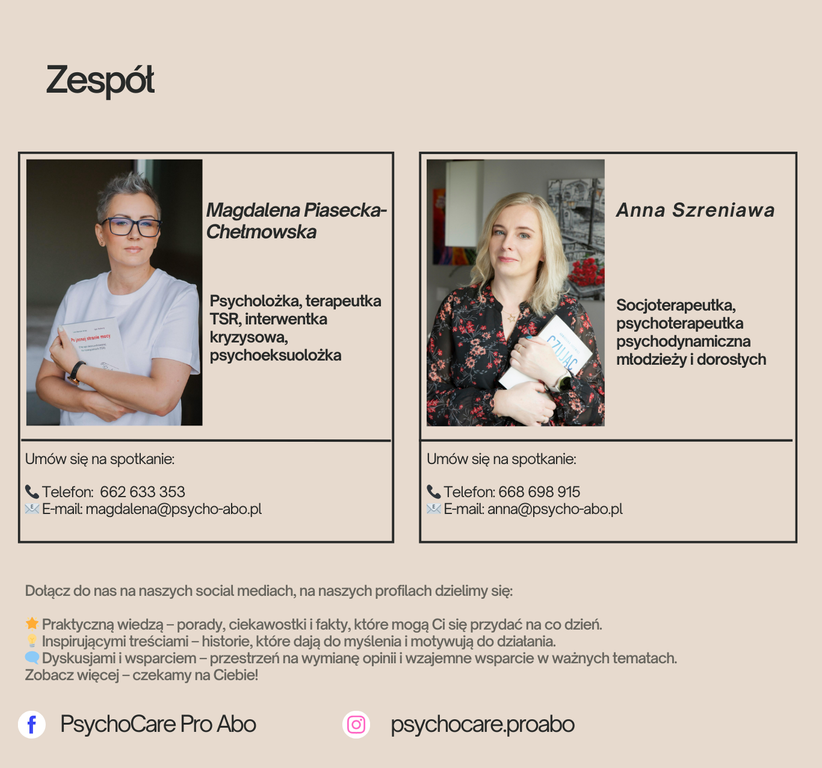 Zespół
Magdalena Piasecka-
Chełmowska
Psycholożka, terapeutka
TSR, interwentka
kryzysowa,
psychoeksuolożka
Umów się na spotkanie:
📞 Telefon: 662 633 353
📨 E-mail: magdalena@psycho-abo.pl
Anna Szreniawa
Socjoterapeutka,
psychoterapeutka
psychodynamiczna
młodzieży i dorosłych
CZUJĄC
Umów się na spotkanie:
📞 Telefon: 668 698 915
📨 E-mail: anna@psycho-abo.pl
Dołącz do nas na naszych social mediach, na naszych profilach dzielimy się:
⭐ Praktyczną wiedzą – porady, ciekawostki i fakty, które mogą Ci się przydać na co dzień.
💡 Inspirującymi treściami – historie, które dają do myślenia i motywują do działania.
💬 Dyskusjami i wsparciem – przestrzeń na wymianę opinii i wzajemne wsparcie w ważnych tematach.
Zobacz więcej – czekamy na Ciebie!
PsychoCare Pro Abo
psychocare.proabo